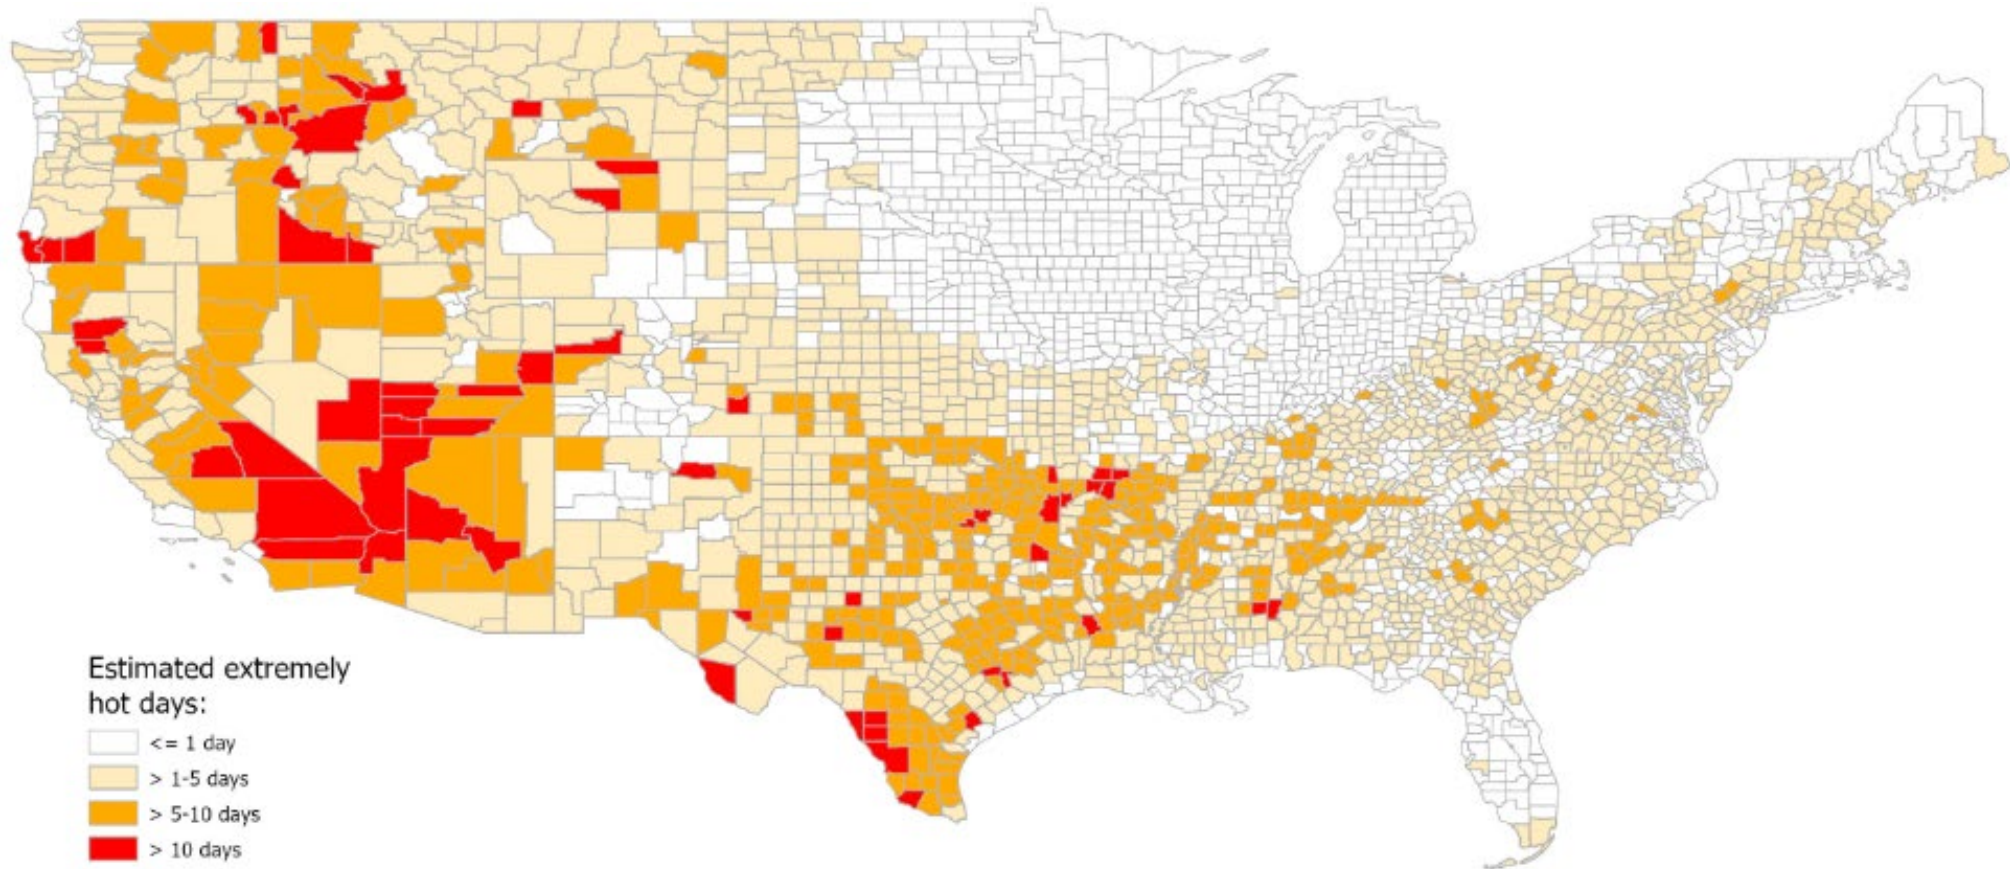 Estimated extremely
hot days:
<= 1 day
> 1-5 days
> 5-10 days
> 10 days